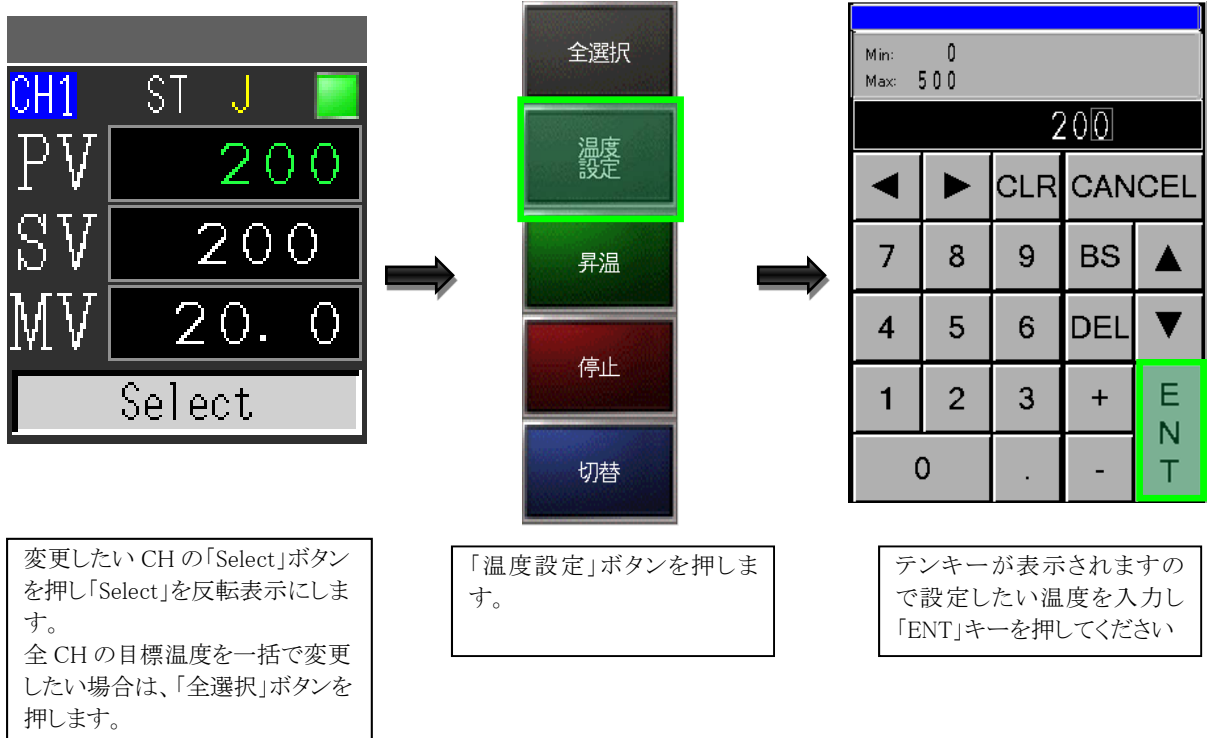 CH1 ST J
PV 200
SV 200
MV 20.0
Select
全選択
温度
設定
昇温
停止
切替
Min: 0
Max: 500
200
◀ ▶ CLR CANCEL
7 8 9 BS ▲
4 5 6 DEL ▼
1 2 3 + ENT
0 . -
変更したい CH の「Select」ボタン
を押し「Select」を反転表示にしま
す。
全 CH の目標温度を一括で変更
したい場合は、「全選択」ボタンを
押します。
「温度設定」ボタンを押しま
す。
テンキーが表示されますの
で設定したい温度を入力し
「ENT」キーを押してください